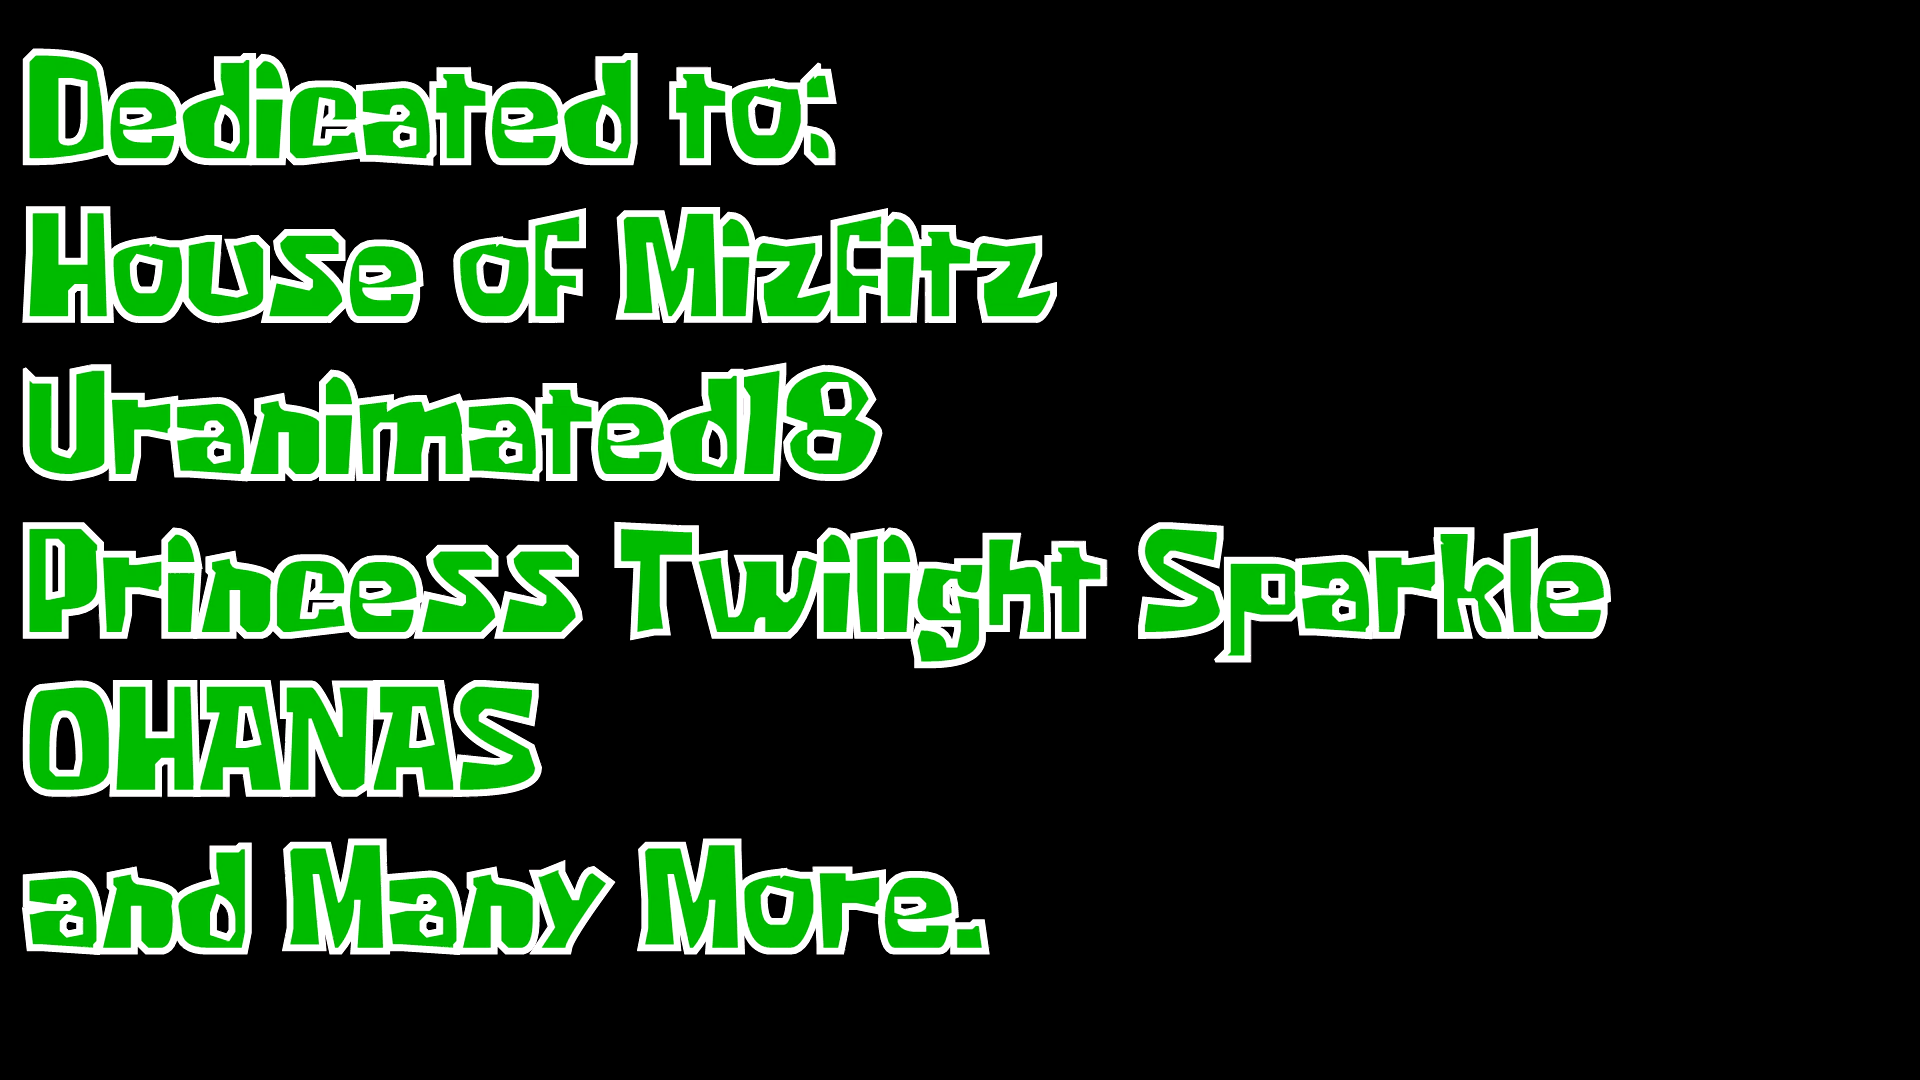 Dedicated to:
House of Mizfitz
Uranimated18
Princess Twilight Sparkle
OHANAS
and Many More.